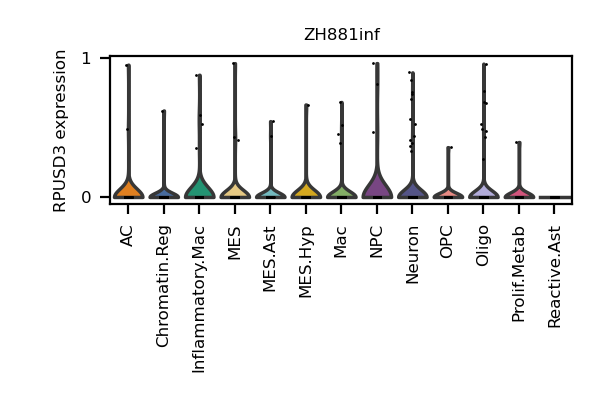 ZH881inf
RPUSD3 expression
1
0
AC
Chromatin.Reg
Inflammatory.Mac
MES
MES.Ast
MES.Hyp
Mac
NPC
Neuron
OPC
Oligo
Prolif.Metab
Reactive.Ast